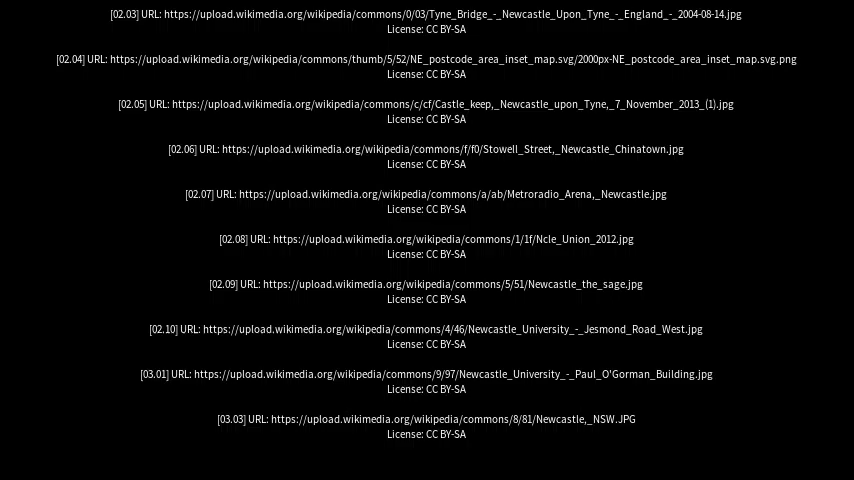 [02.03] URL: https://upload.wikimedia.org/wikipedia/commons/0/03/Tyne_Bridge_-_Newcastle_Upon_Tyne_-_England_-_2004-08-14.jpg
License: CC BY-SA
[02.04] URL: https://upload.wikimedia.org/wikipedia/commons/thumb/5/52/NE_postcode_area_inset_map.svg/2000px-NE_postcode_area_inset_map.svg.png
License: CC BY-SA
[02.05] URL: https://upload.wikimedia.org/wikipedia/commons/c/cf/Castle_keep,_Newcastle_upon_Tyne,_7_November_2013_(1).jpg
License: CC BY-SA
[02.06] URL: https://upload.wikimedia.org/wikipedia/commons/f/f0/Stowell_Street,_Newcastle_Chinatown.jpg
License: CC BY-SA
[02.07] URL: https://upload.wikimedia.org/wikipedia/commons/a/ab/Metroradio_Arena,_Newcastle.jpg
License: CC BY-SA
[02.08] URL: https://upload.wikimedia.org/wikipedia/commons/1/1f/Ncle_Union_2012.jpg
License: CC BY-SA
[02.09] URL: https://upload.wikimedia.org/wikipedia/commons/5/51/Newcastle_the_sage.jpg
License: CC BY-SA
[02.10] URL: https://upload.wikimedia.org/wikipedia/commons/4/46/Newcastle_University_-_Jesmond_Road_West.jpg
License: CC BY-SA
[03.01] URL: https://upload.wikimedia.org/wikipedia/commons/9/97/Newcastle_University_-_Paul_O'Gorman_Building.jpg
License: CC BY-SA
[03.03] URL: https://upload.wikimedia.org/wikipedia/commons/8/81/Newcastle,_NSW.JPG
License: CC BY-SA